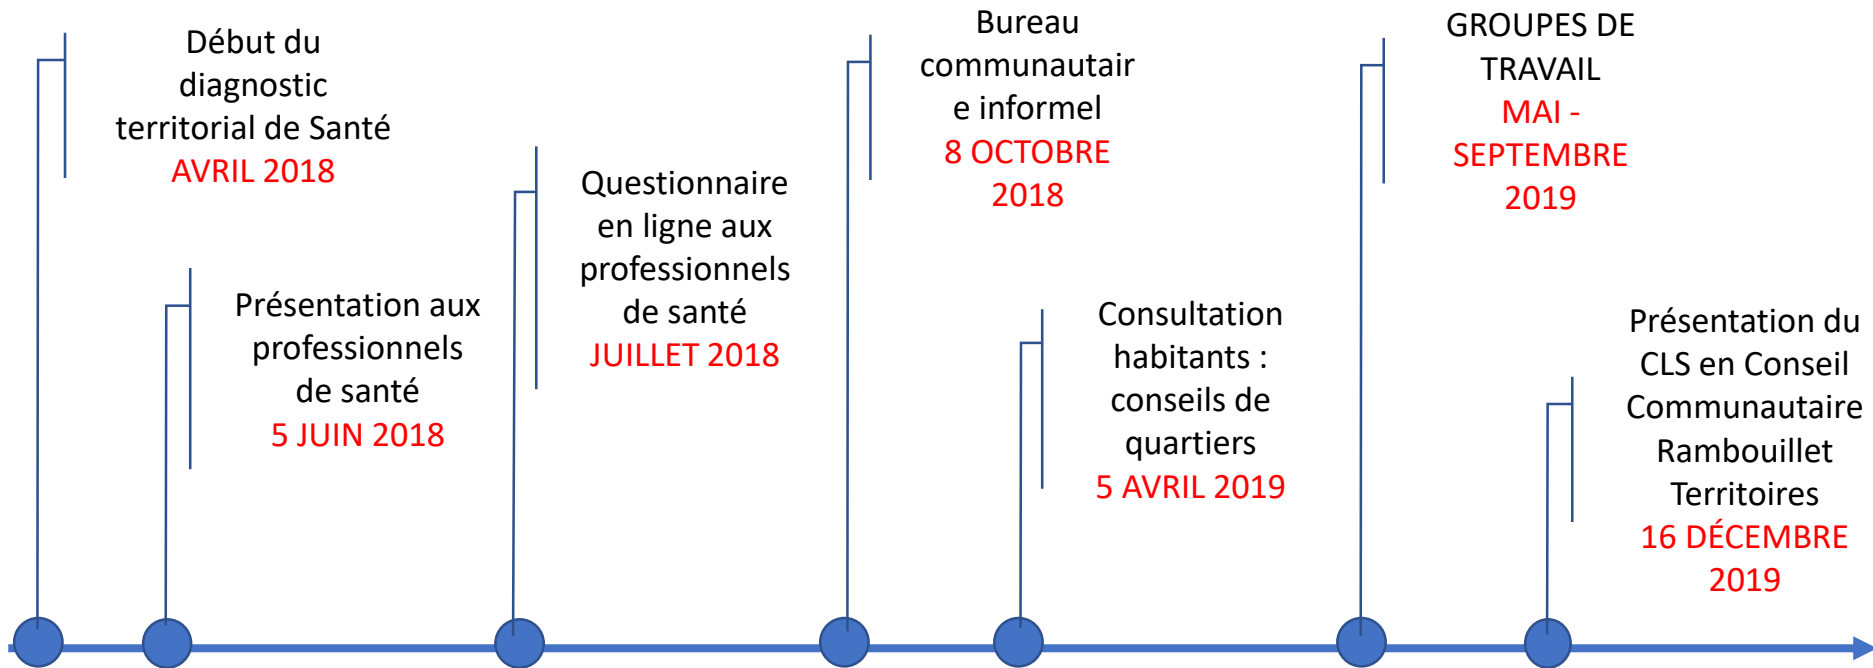 Début du
diagnostic
territorial de Santé
AVRIL 2018
Présentation aux
professionnels
de santé
5 JUIN 2018
Questionnaire
en ligne aux
professionnels
de santé
JUILLET 2018
Bureau
communautair
e informel
8 OCTOBRE
2018
Consultation
habitants :
conseils de
quartiers
5 AVRIL 2019
GROUPES DE
TRAVAIL
MAI -
SEPTEMBRE
2019
Présentation du
CLS en Conseil
Communautaire
Rambouillet
Territoires
16 DÉCEMBRE
2019